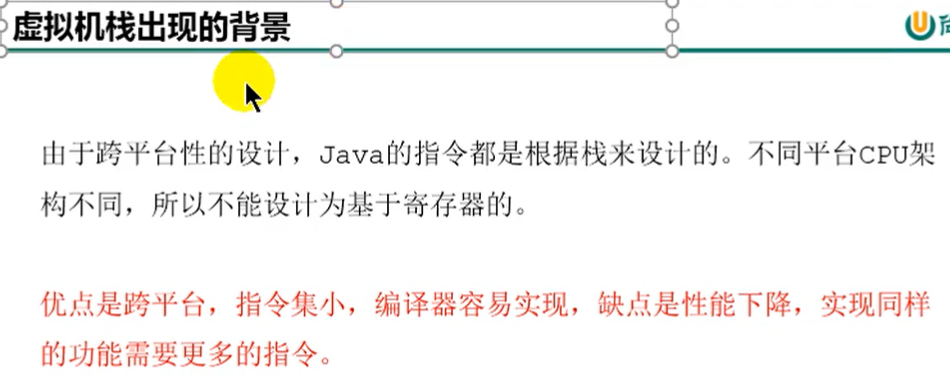 虚拟机栈出现的背景
由于跨平台性的设计，Java的指令都是根据栈来设计的。不同平台CPU架
构不同，所以不能设计为基于寄存器的。
优点是跨平台，指令集小，编译器容易实现，缺点是性能下降，实现同样
的功能需要更多的指令。